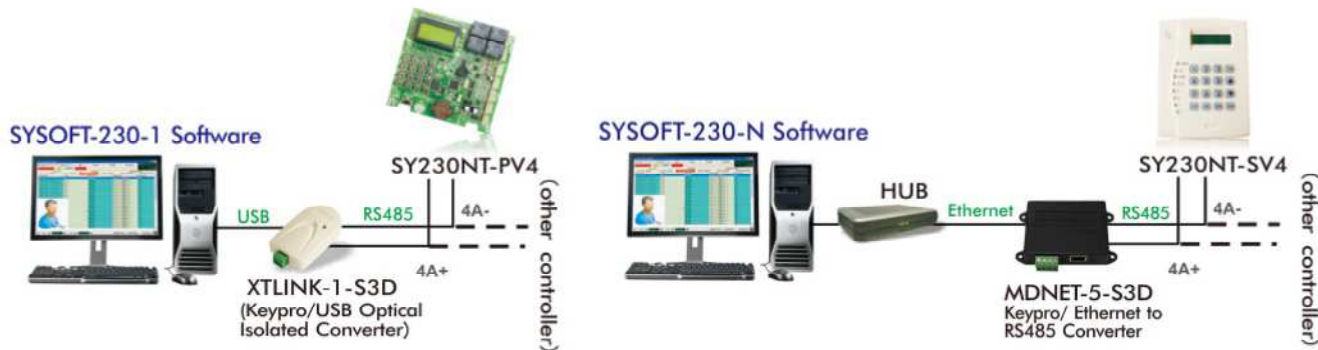 SYSOFT-230-1 Software
SY230NT-PV4
USB
RS485
4A-
4A+
XTLINK-1-S3D
(Keypro/USB Optical
Isolated Converter)
(other controller)
SYSOFT-230-N Software
HUB
SY230NT-SV4
Ethernet
RS485
4A-
4A+
MDNET-5-S3D
Keypro/ Ethernet to
RS485 Converter
(other controller)